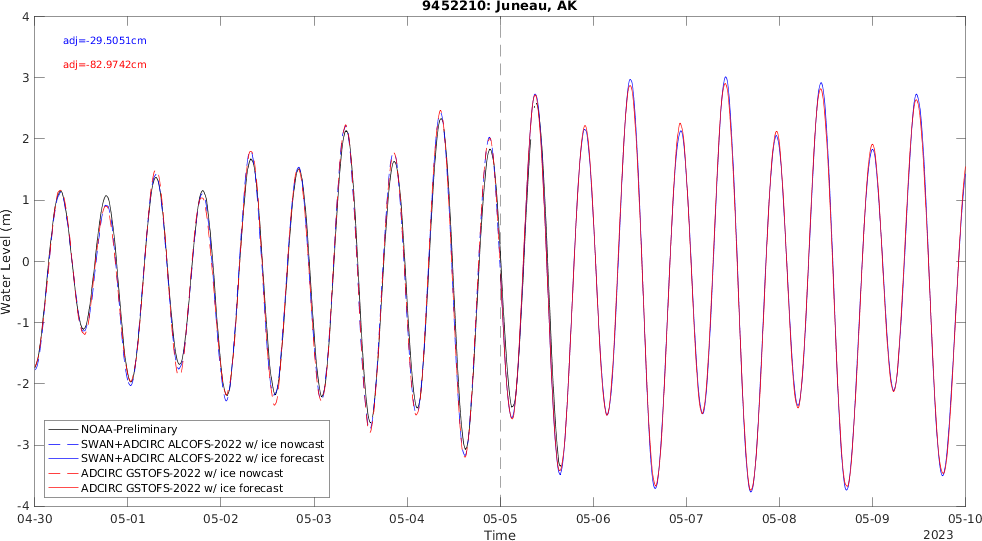 9452210: Juneau, AK
adj=-29.5051cm
adj=-82.9742cm
4
3
2
1
0
-1
-2
-3
-4
Water Level (m)
NOAA-Preliminary
SWAN+ADCIRC ALCOFS-2022 w/ ice nowcast
SWAN+ADCIRC ALCOFS-2022 w/ ice forecast
ADCIRC GSTOFS-2022 w/ ice nowcast
ADCIRC GSTOFS-2022 w/ ice forecast
04-30 05-01 05-02 05-03 05-04 05-05 05-06 05-07 05-08 05-09 05-10
Time
2023